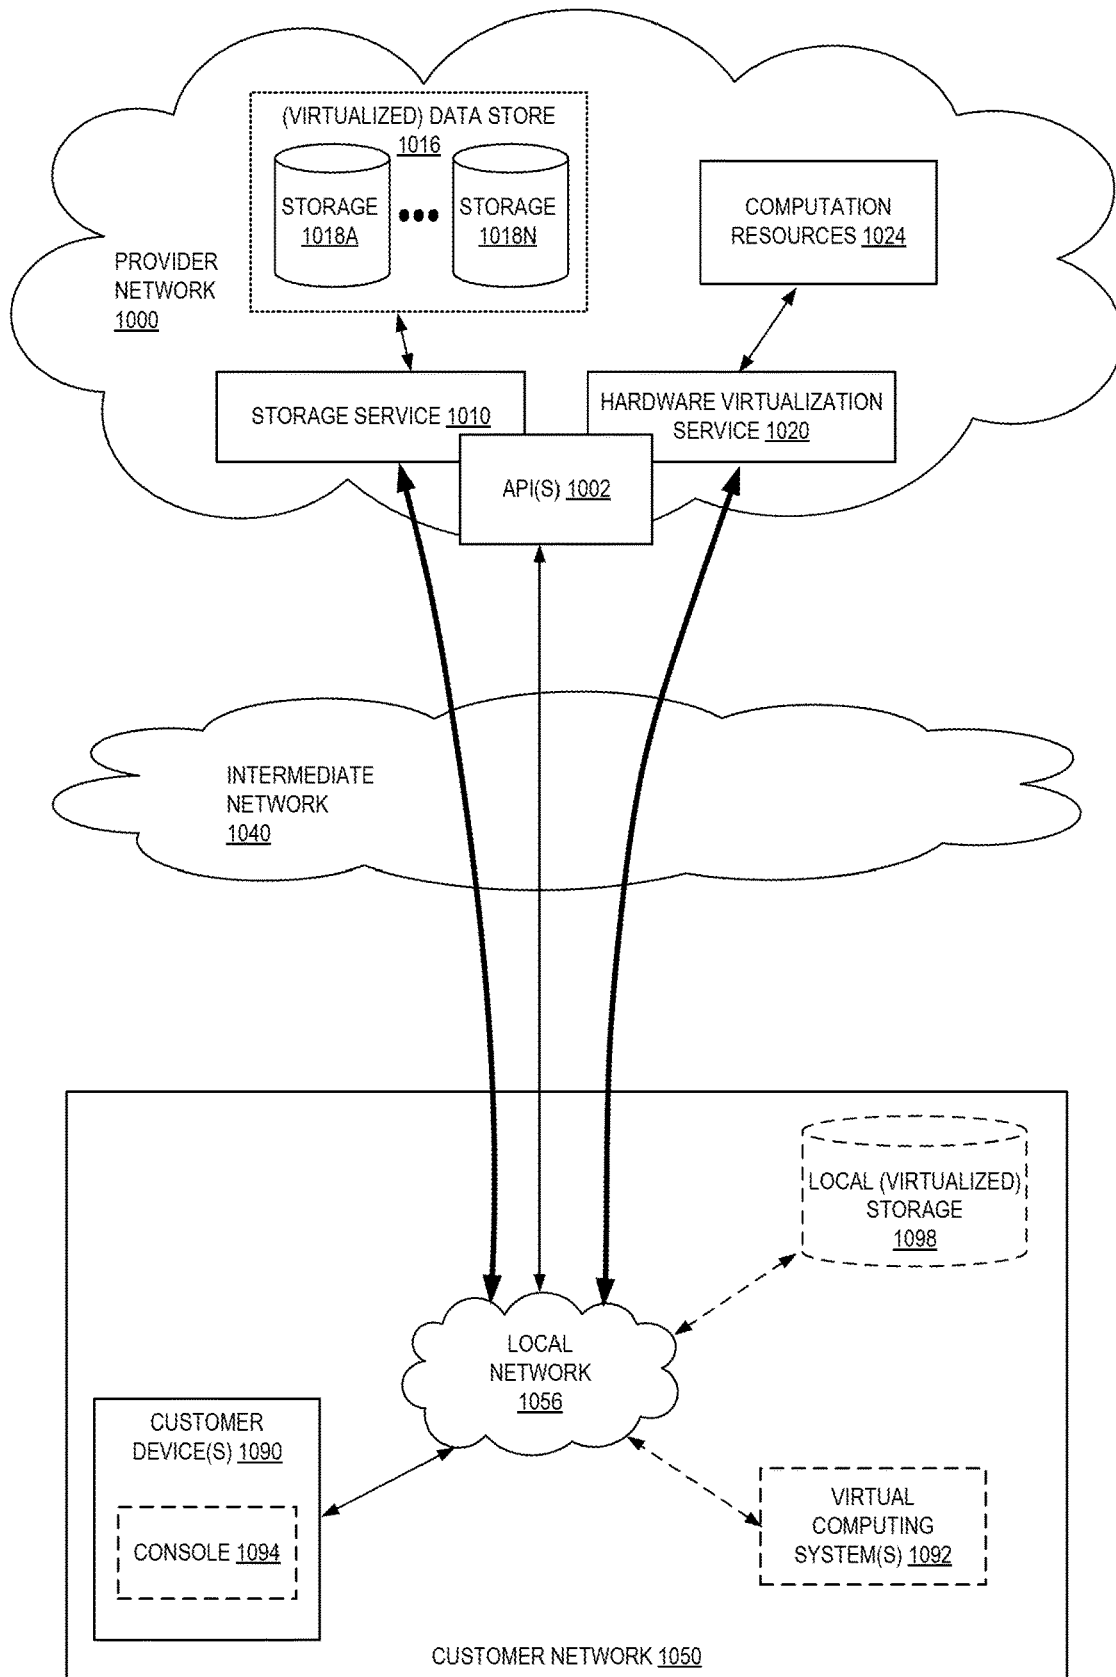 (VIRTUALIZED) DATA STORE
1016
STORAGE
1018A
STORAGE
1018N
COMPUTATION
RESOURCES 1024
PROVIDER
NETWORK
1000
STORAGE SERVICE 1010
HARDWARE VIRTUALIZATION
SERVICE 1020
API(S) 1002
INTERMEDIATE
NETWORK
1040
LOCAL (VIRTUALIZED)
STORAGE
1098
LOCAL
NETWORK
1056
CUSTOMER
DEVICE(S) 1090
CONSOLE 1094
VIRTUAL
COMPUTING
SYSTEM(S) 1092
CUSTOMER NETWORK 1050